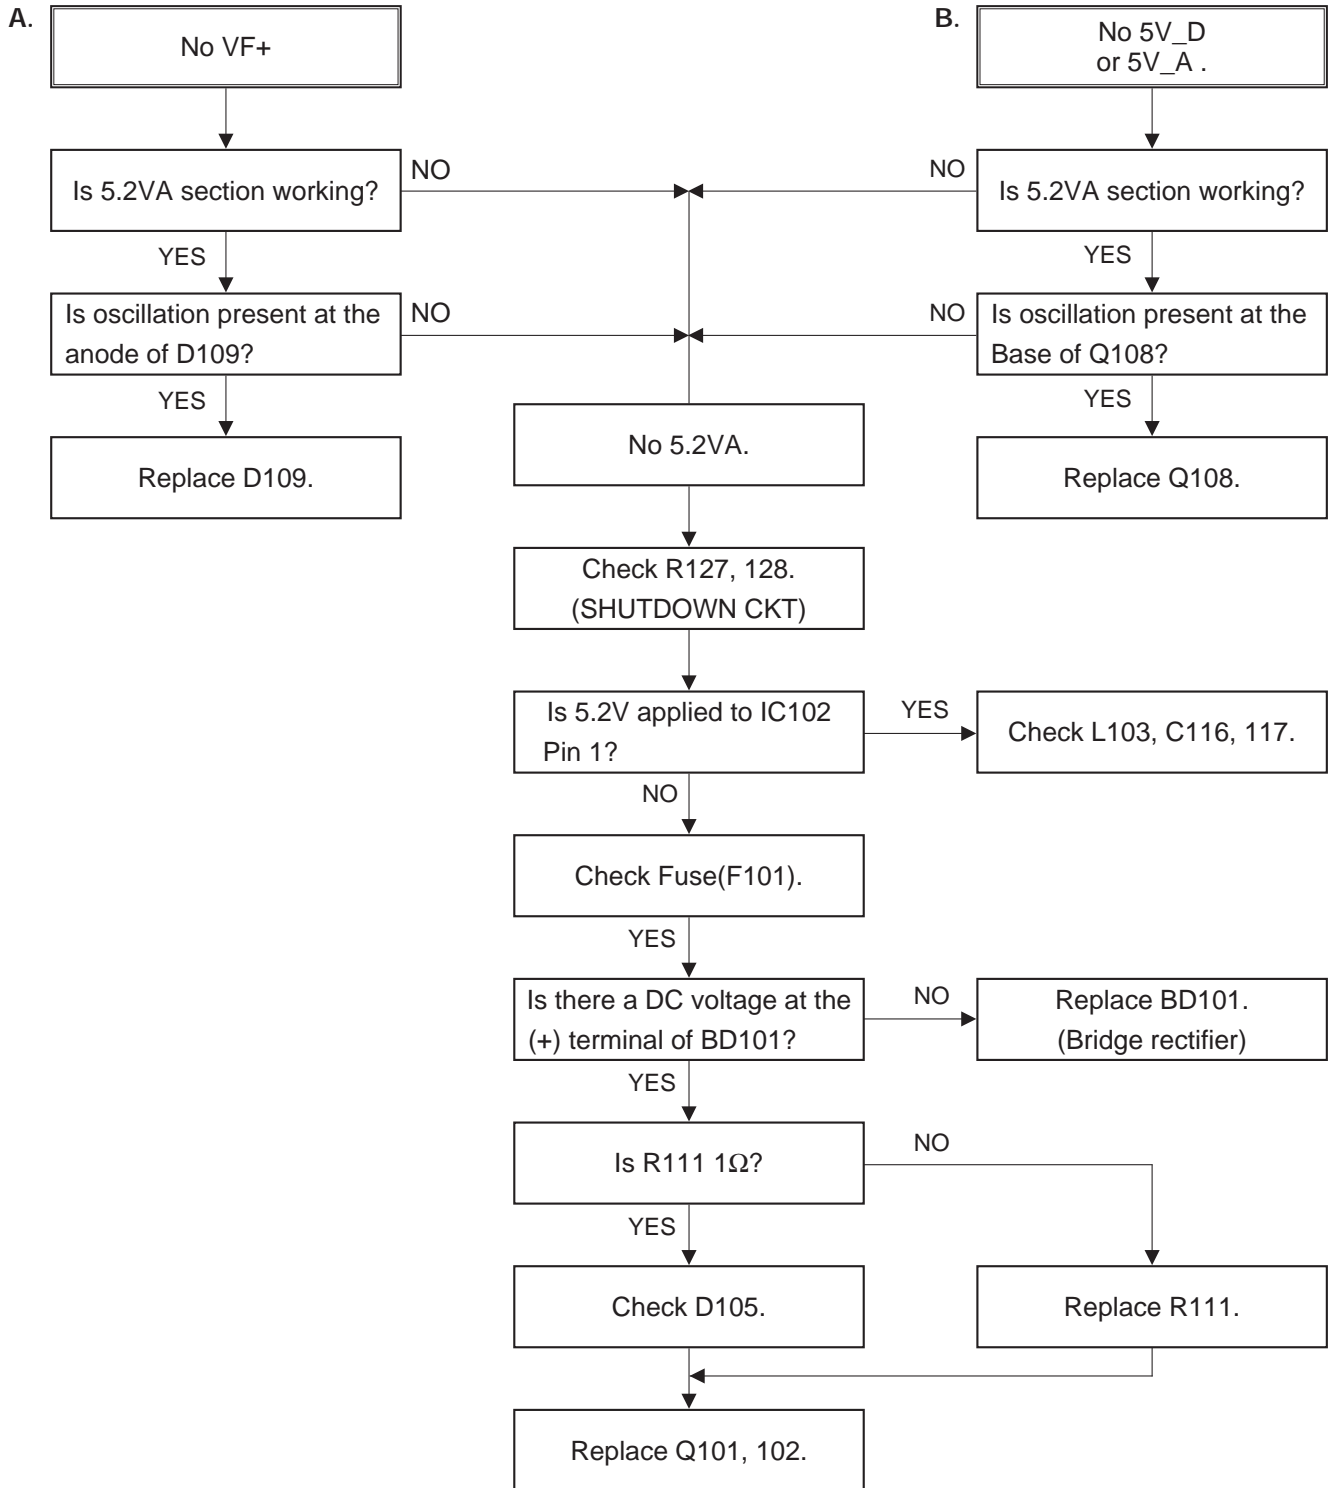 A.
No VF+
B.
No 5V_D
or 5V_A .
Is 5.2VA section working?
NO
NO
Is 5.2VA section working?
YES
YES
Is oscillation present at the
anode of D109?
NO
NO
Is oscillation present at the
Base of Q108?
YES
YES
Replace D109.
No 5.2VA.
Replace Q108.
Check R127, 128.
(SHUTDOWN CKT)
Is 5.2V applied to IC102
Pin 1?
YES
Check L103, C116, 117.
NO
Check Fuse(F101).
YES
Is there a DC voltage at the
(+) terminal of BD101?
NO
Replace BD101.
(Bridge rectifier)
YES
Is R111 1Ω?
NO
YES
Check D105.
Replace R111.
Replace Q101, 102.